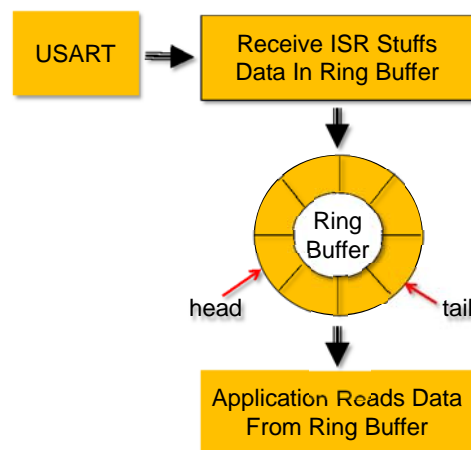 USART
Receive ISR Stuffs
Data In Ring Buffer
Ring
Buffer
head
tail
Application Reads Data
From Ring Buffer